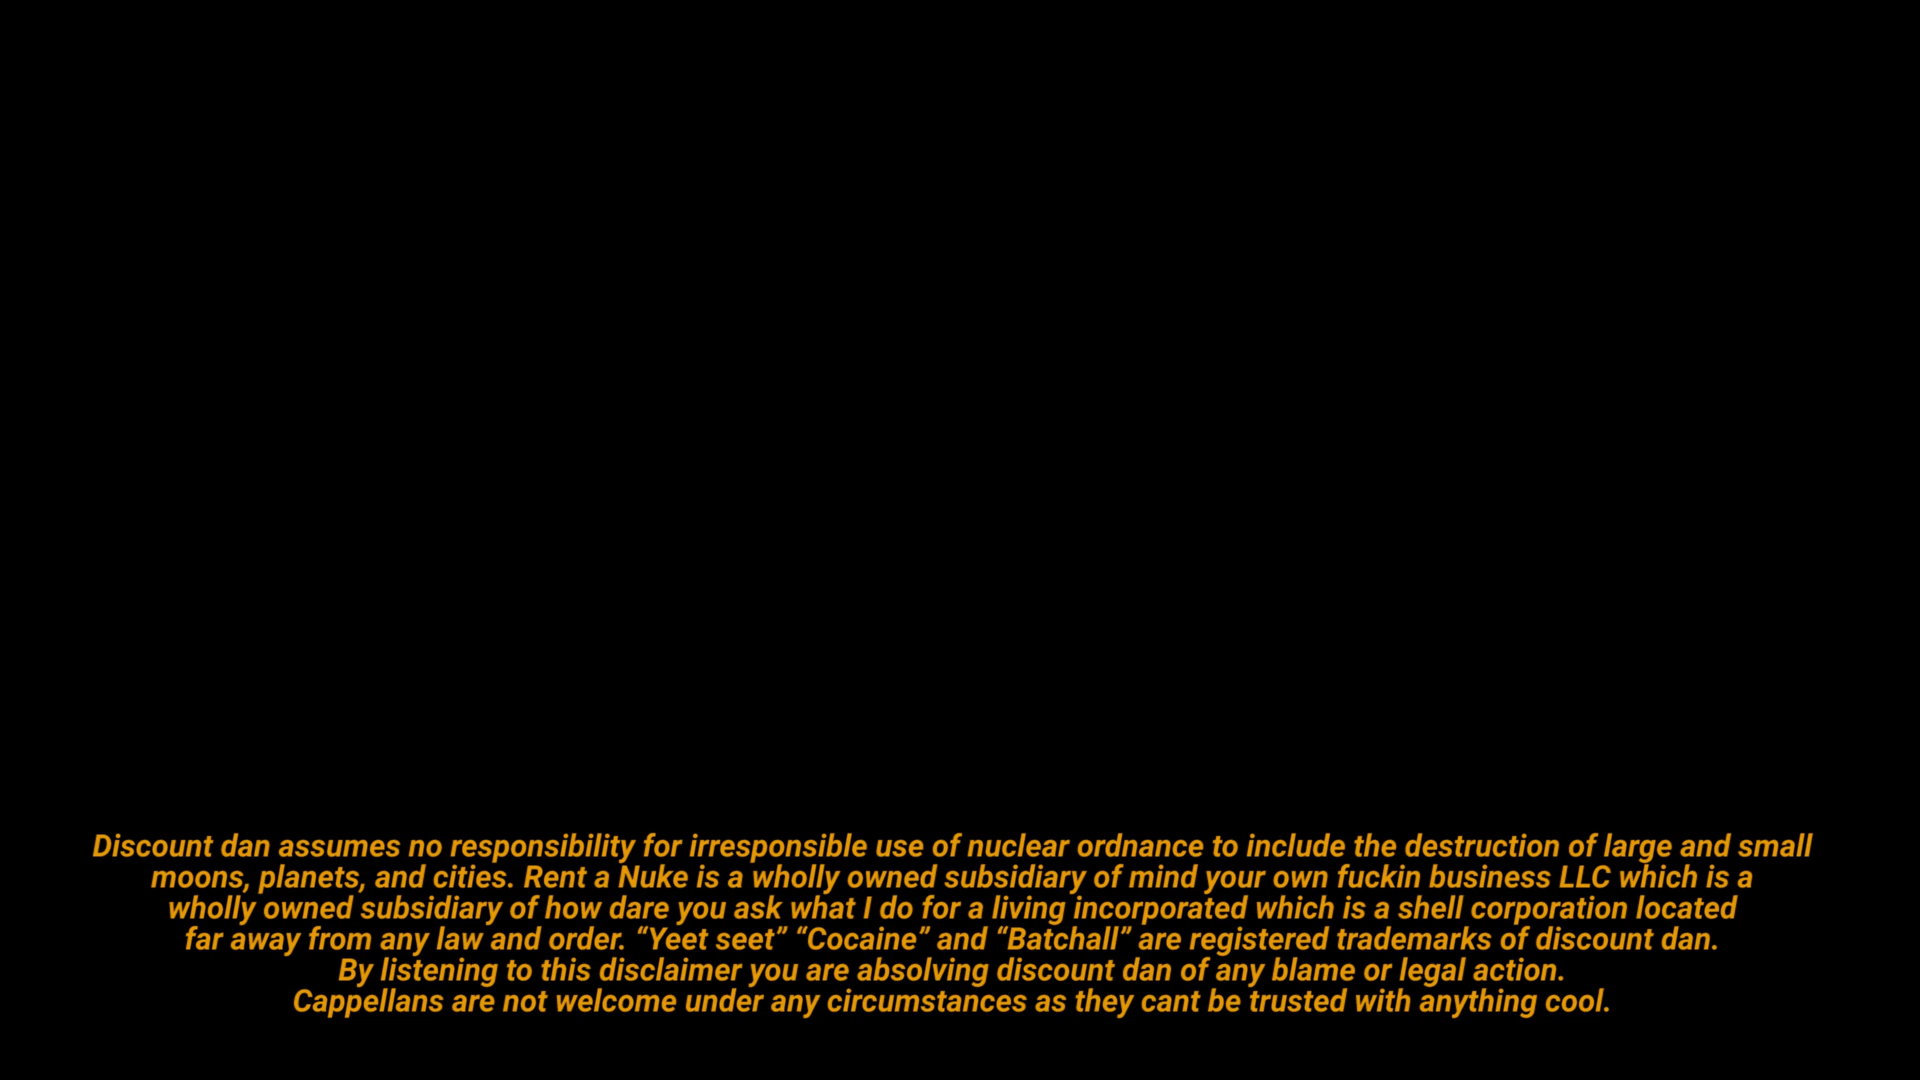 Discount dan assumes no responsibility for irresponsible use of nuclear ordnance to include the destruction of large and small
moons, planets, and cities. Rent a Nuke is a wholly owned subsidiary of mind your own fuckin business LLC which is a
wholly owned subsidiary of how dare you ask what I do for a living incorporated which is a shell corporation located
far away from any law and order. “Yeet seet” “Cocaine” and “Batchall” are registered trademarks of discount dan.
By listening to this disclaimer you are absolving discount dan of any blame or legal action.
Cappellans are not welcome under any circumstances as they cant be trusted with anything cool.